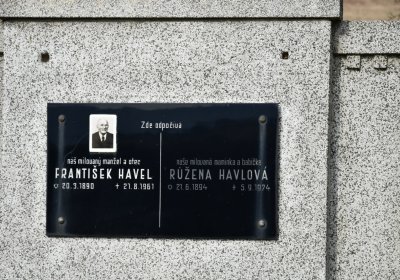 Zde odpočívá
náš milovaný manžel a otec
FRANTIŠEK HAVEL
✩ 20.3.1890 † 21.8.1961
naše milovaná maminka a babička
RŮŽENA HAVLOVÁ
✩ 21.6.1894 † 5.9.1974